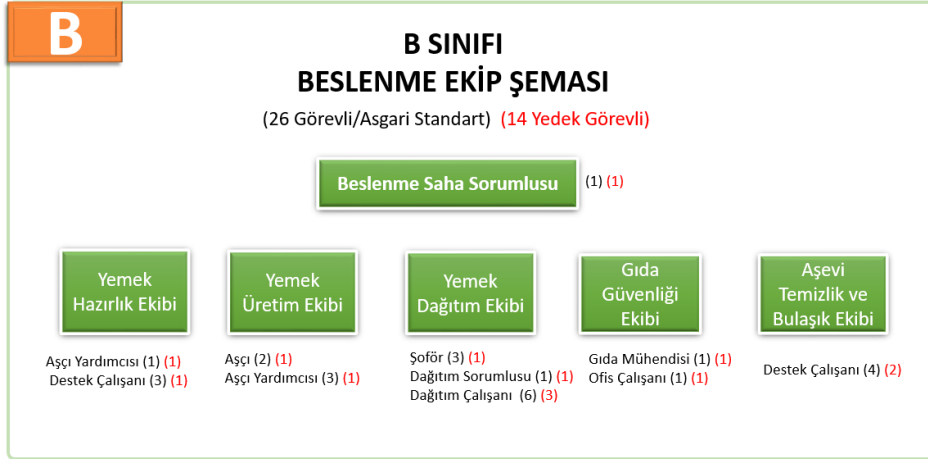 B
B SINIFI
BESLENME EKİP ŞEMASI
(26 Görevli/Asgari Standart) (14 Yedek Görevli)
Beslenme Saha Sorumlusu
(1) (1)
Yemek
Hazırlık Ekibi
Aşçı Yardımcısı (1) (1)
Destek Çalışanı (3) (1)
Yemek
Üretim Ekibi
Aşçı (2) (1)
Aşçı Yardımcısı (3) (1)
Yemek
Dağıtım Ekibi
Şoför (3) (1)
Dağıtım Sorumlusu (1) (1)
Dağıtım Çalışanı (6) (3)
Gıda
Güvenliği
Ekibi
Gıda Mühendisi (1) (1)
Ofis Çalışanı (1) (1)
Aşevi
Temizlik ve
Bulaşık Ekibi
Destek Çalışanı (4) (2)